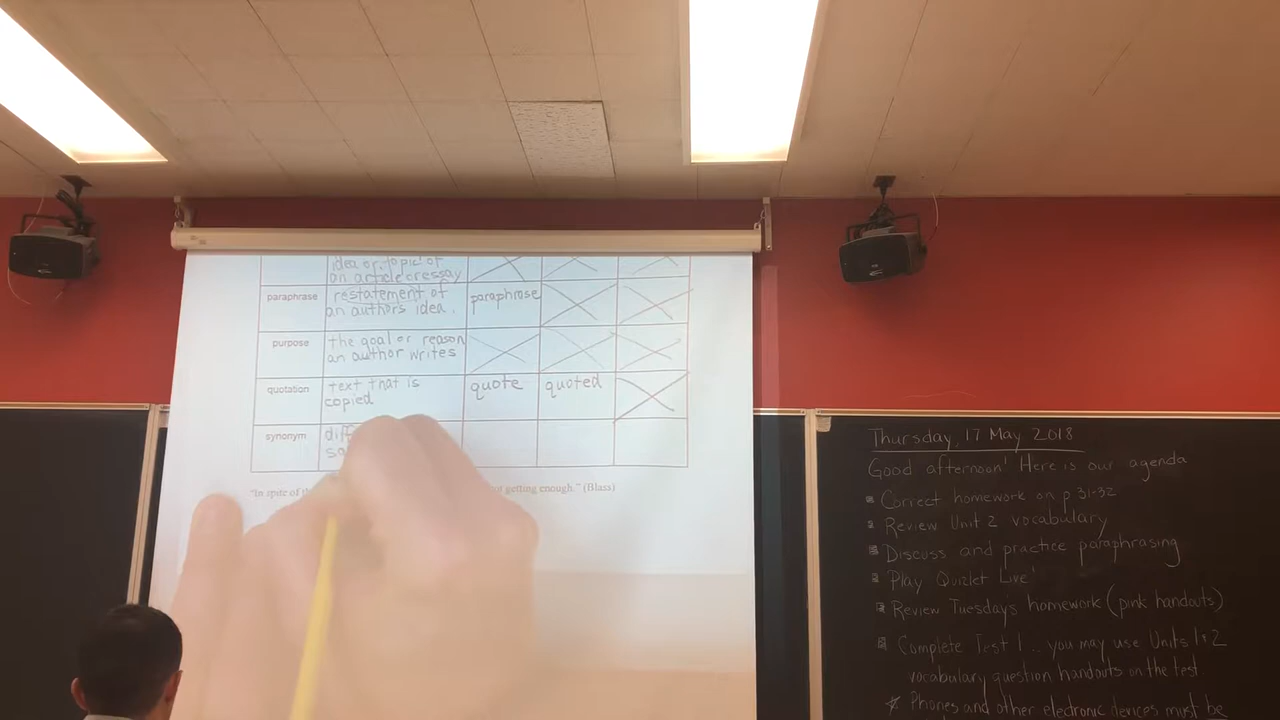 idea or topic of
an article or essay
paraphrase
restatement of
an author's idea.
paraphrase
purpose
the goal or reason
an author writes
quotation
text that is
copied
quote
quoted
synonym
"In spite of
getting enough." (Blass)
Thursday, 17 May 2018
Good afternoon! Here is our agenda
Correct homework on p 31-32
Review Unit 2 vocabulary
Discuss and practice paraphrasing
Play Quizlet Live!
Review Tuesday's homework (pink handouts)
Complete Test 1... you may use Units 1+2
vocabulary question handouts on the test
Phones and other electronic devices must be